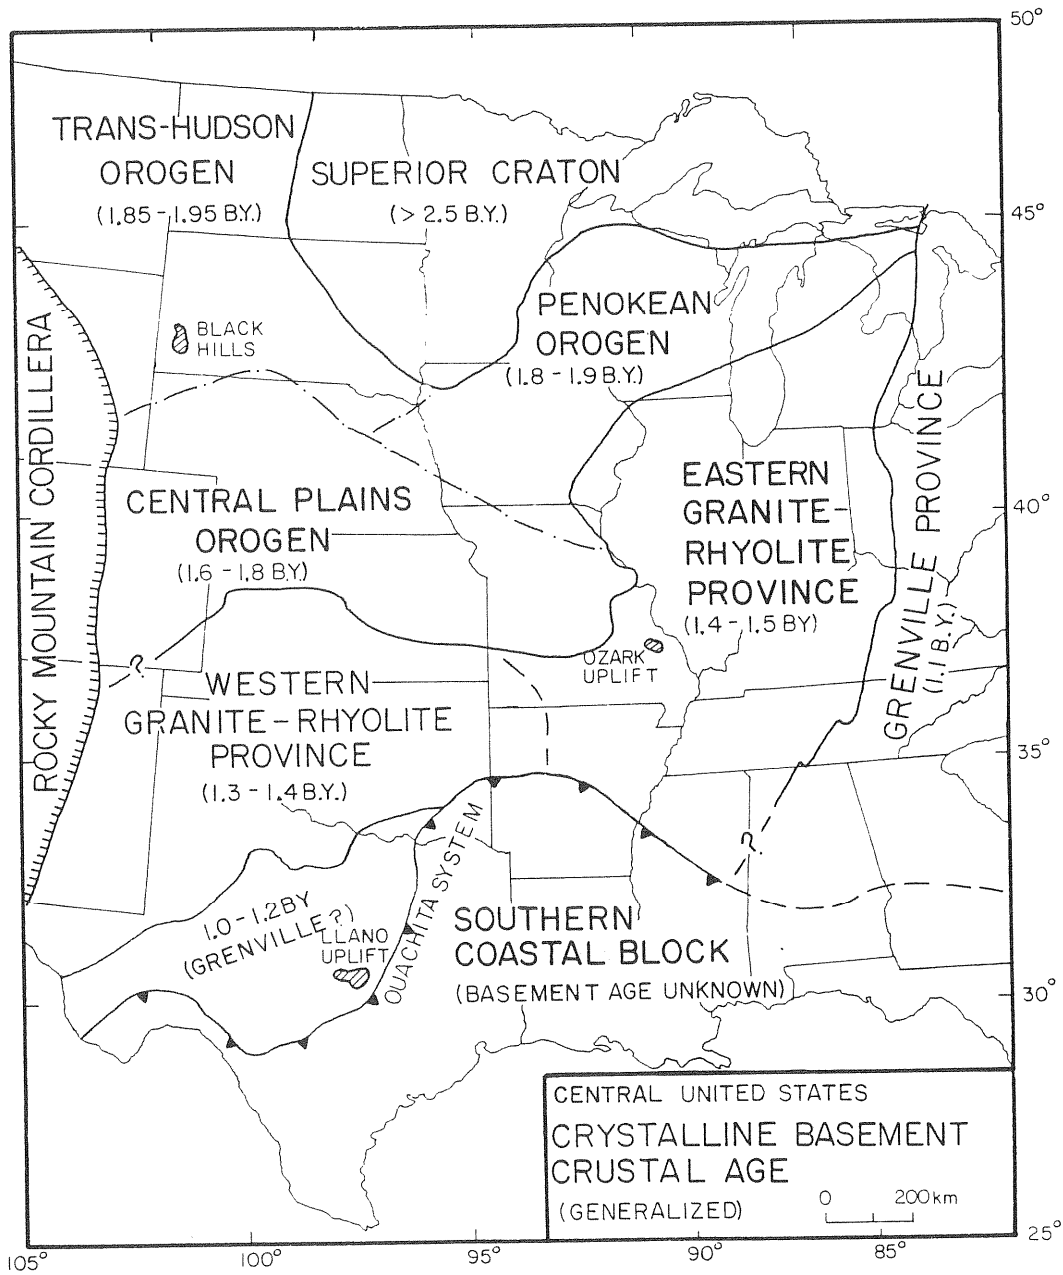 50°
TRANS-HUDSON
OROGEN
(1.85 - 1.95 B.Y.)
SUPERIOR CRATON
(> 2.5 B.Y.)
45°
BLACK
HILLS
PENOKEAN
OROGEN
(1.8 - 1.9 B.Y.)
ROCKY MOUNTAIN CORDILLERA
CENTRAL PLAINS
OROGEN
(1.6 - 1.8 B.Y.)
EASTERN
GRANITE-
RHYOLITE
PROVINCE
(1.4 - 1.5 BY)
GRENVILLE PROVINCE
(1.1 B.Y.)
40°
?
OZARK
UPLIFT
WESTERN
GRANITE-RHYOLITE
PROVINCE
(1.3 - 1.4 B.Y.)
35°
?
OUACHITA SYSTEM
1.0 - 1.2 BY
(GRENVILLE?)
LLANO
UPLIFT
SOUTHERN
COASTAL BLOCK
(BASEMENT AGE UNKNOWN)
30°
CENTRAL UNITED STATES
CRYSTALLINE BASEMENT
CRUSTAL AGE
(GENERALIZED)
0 200 km
25°
105° 100° 95° 90° 85°